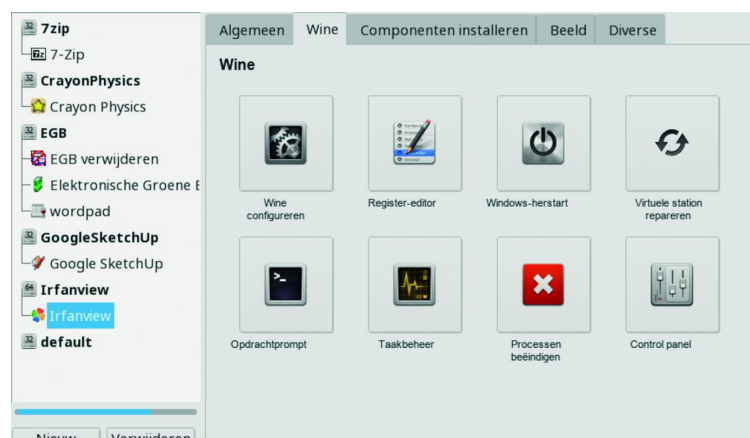 7zip
7-Zip
CrayonPhysics
Crayon Physics
EGB
EGB verwijderen
Elektronische Groene
wordpad
GoogleSketchUp
Google SketchUp
Irfanview
Irfanview
default
Nieuw Verwijderen
Algemeen Wine Componenten installeren Beeld Diverse
Wine
Wine
configureren
Register-editor
Windows-herstart
Virtuele station
repareren
Opdrachtprompt
Taakbeheer
Processen
beëindigen
Control panel